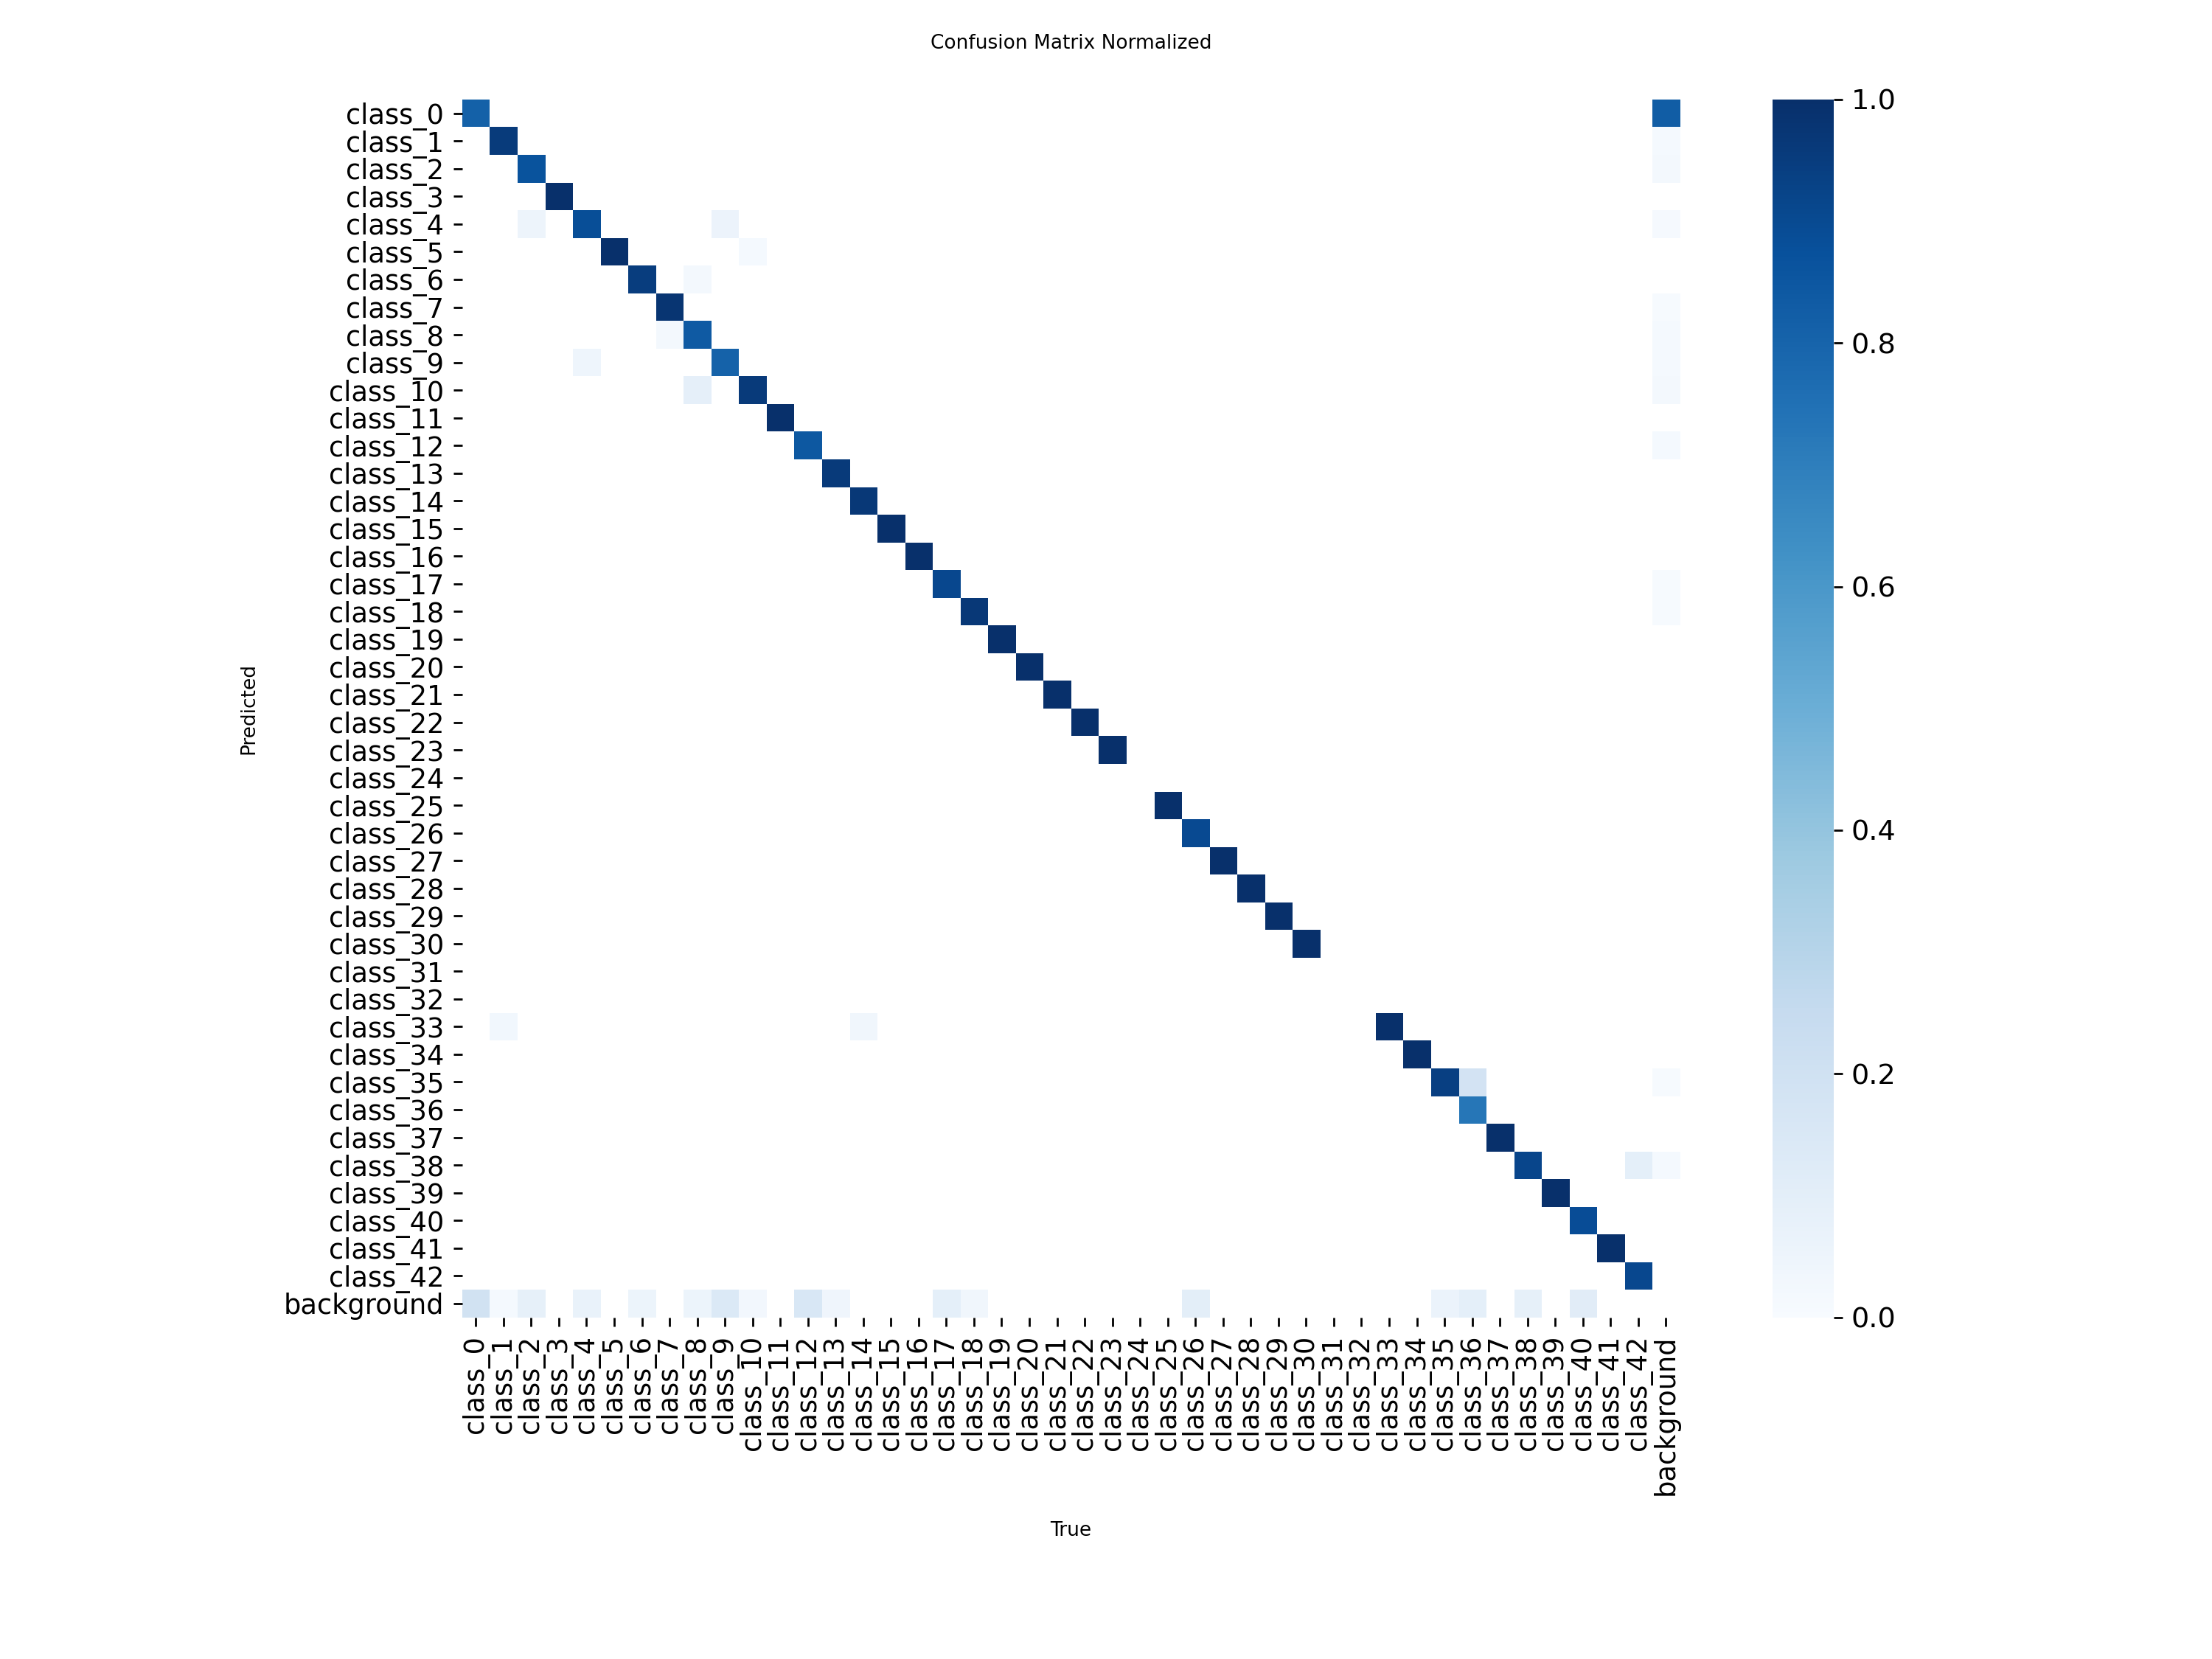 Confusion Matrix Normalized
class_0
class_1
class_2
class_3
class_4
class_5
class_6
class_7
class_8
class_9
class_10
class_11
class_12
class_13
class_14
class_15
class_16
class_17
class_18
class_19
class_20
class_21
class_22
class_23
class_24
class_25
class_26
class_27
class_28
class_29
class_30
class_31
class_32
class_33
class_34
class_35
class_36
class_37
class_38
class_39
class_40
class_41
class_42
background
Predicted
class_0
class_1
class_2
class_3
class_4
class_5
class_6
class_7
class_8
class_9
class_10
class_11
class_12
class_13
class_14
class_15
class_16
class_17
class_18
class_19
class_20
class_21
class_22
class_23
class_24
class_25
class_26
class_27
class_28
class_29
class_30
class_31
class_32
class_33
class_34
class_35
class_36
class_37
class_38
class_39
class_40
class_41
class_42
background
True
1.0
0.8
0.6
0.4
0.2
0.0